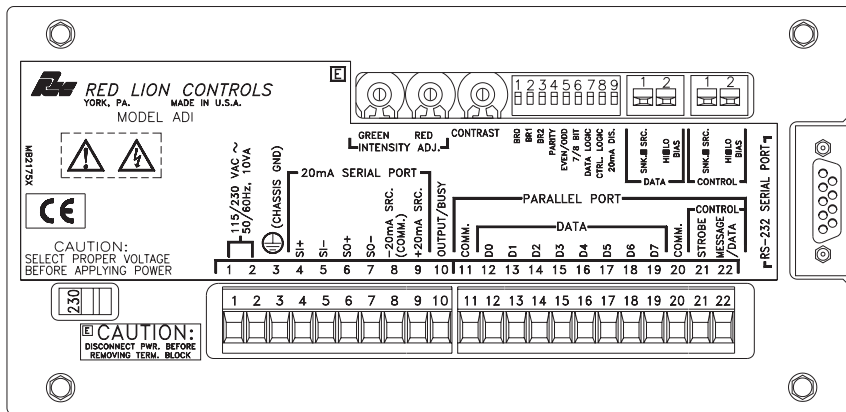 RED LION CONTROLS
YORK, PA. MADE IN U.S.A.
MODEL ADI
E
MB2175X
CE
CAUTION:
SELECT PROPER VOLTAGE
BEFORE APPLYING POWER
115/230 VAC ~
50/60Hz, 10VA
(CHASSIS GND)
20mA SERIAL PORT
SI+
SI-
SO+
SO-
-20mA SRC.
(COMM.)
+20mA SRC.
OUTPUT/BUSY
GREEN RED
INTENSITY ADJ.
CONTRAST
1 2 3 4 5 6 7 8 9
BR0
BR1
BR2
PARITY
EVEN/ODD
7/8 BIT
DATA LOGIC
CTRL. LOGIC
20mA DIS.
1 2
SNK. SRC.
HI LO
BIAS
DATA
1 2
SNK. SRC.
HI LO
BIAS
CONTROL
PARALLEL PORT
DATA
CONTROL
COMM.
D0
D1
D2
D3
D4
D5
D6
D7
COMM.
STROBE
MESSAGE
/DATA
RS-232 SERIAL PORT
1 2 3 4 5 6 7 8 9 10 11 12 13 14 15 16 17 18 19 20 21 22
230
1 2 3 4 5 6 7 8 9 10 11 12 13 14 15 16 17 18 19 20 21 22
E CAUTION:
DISCONNECT PWR. BEFORE
REMOVING TERM. BLOCK